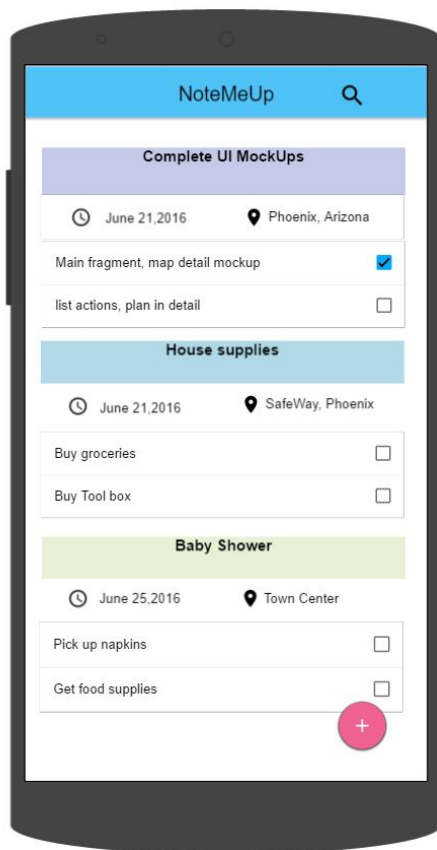 NoteMeUp
Complete UI MockUps
June 21,2016 Phoenix, Arizona
Main fragment, map detail mockup
list actions, plan in detail
House supplies
June 21,2016 SafeWay, Phoenix
Buy groceries
Buy Tool box
Baby Shower
June 25,2016 Town Center
Pick up napkins
Get food supplies
+